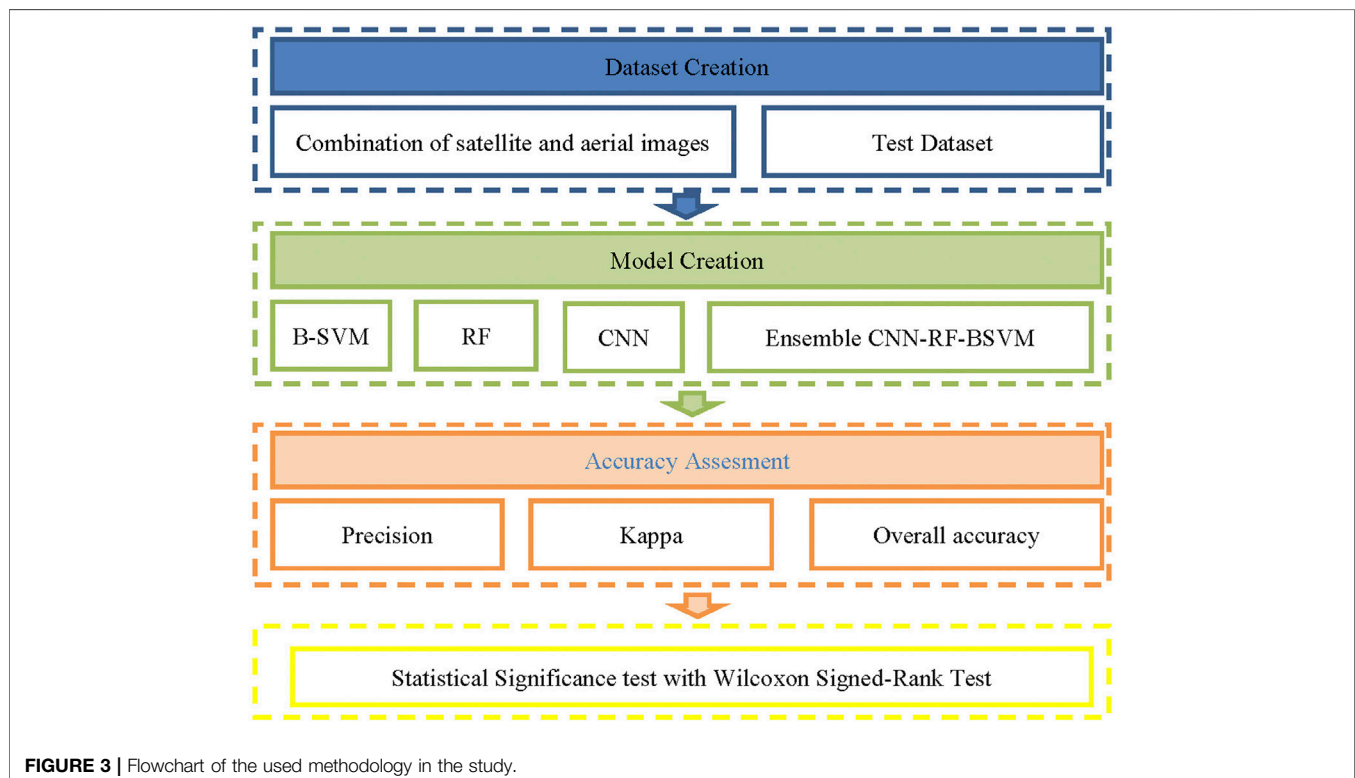 Dataset Creation
Combination of satellite and aerial images
Test Dataset
Model Creation
B-SVM
RF
CNN
Ensemble CNN-RF-BSVM
Accuracy Assesment
Precision
Kappa
Overall accuracy
Statistical Significance test with Wilcoxon Signed-Rank Test
FIGURE 3 | Flowchart of the used methodology in the study.